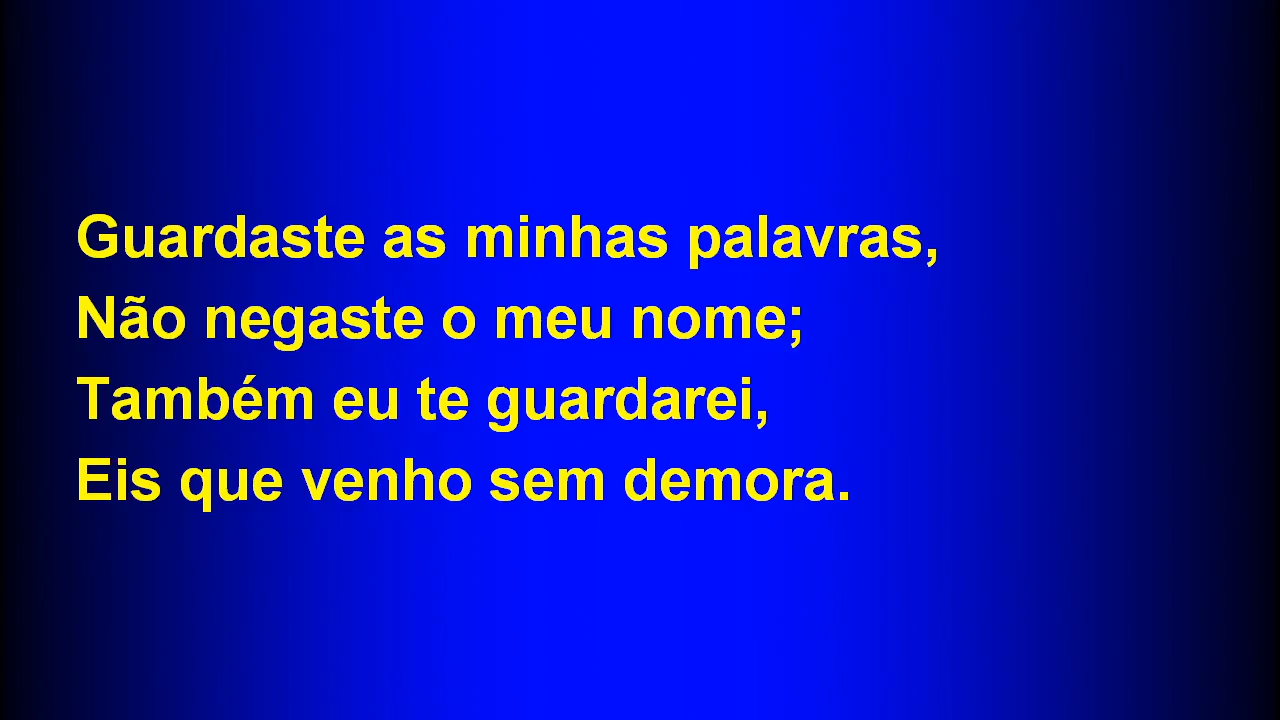 Guardaste as minhas palavras,
Não negaste o meu nome;
Também eu te guardarei,
Eis que venho sem demora.